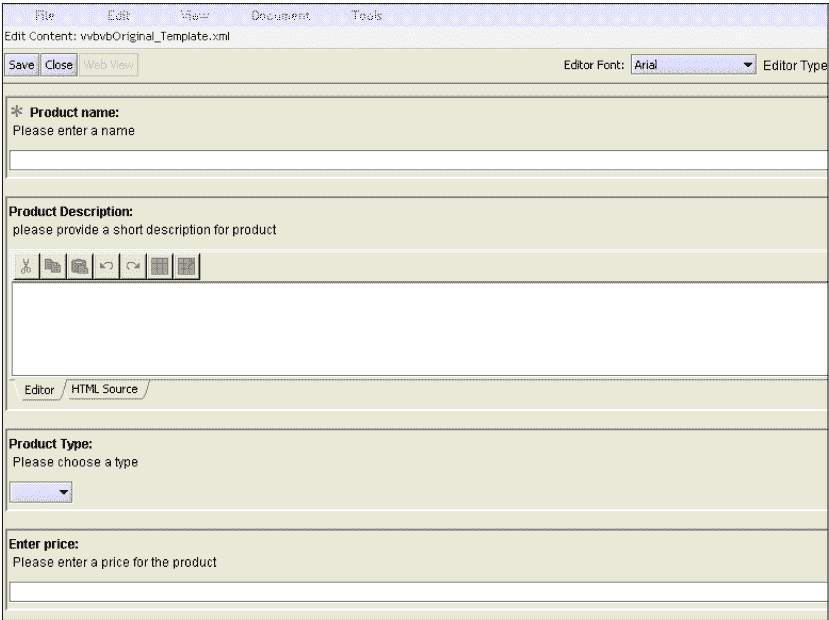 File Edit View Document Tools
Edit Content: vvbvbOriginal_Template.xml
Save Close Web View Editor Font: Arial Editor Type
* Product name:
Please enter a name
Product Description:
please provide a short description for product
Editor HTML Source
Product Type:
Please choose a type
Enter price:
Please enter a price for the product